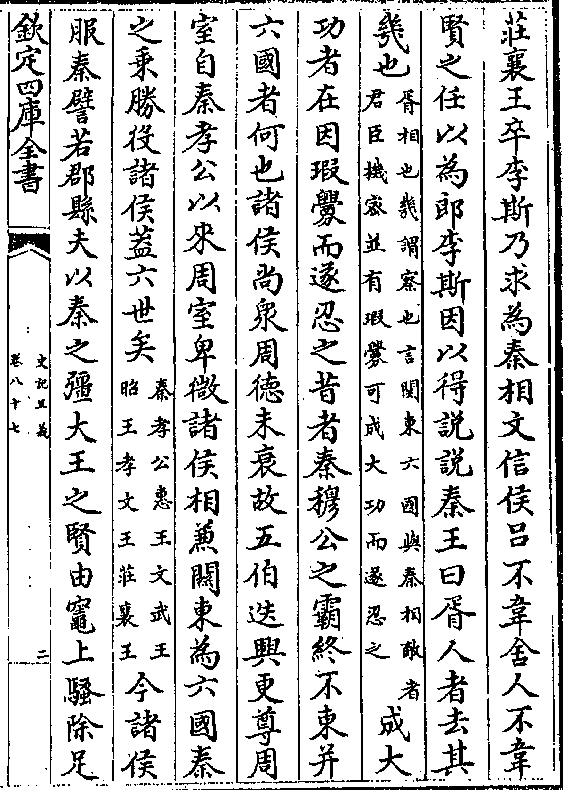 莊襄王卒李斯乃求為秦相文信侯呂不韋舍人不韋
賢之任以為郎李斯因以得説説秦王曰胥人者去其
㡬也
胥相也㡬謂察也言關東六國與秦相敵者
君臣機宻並有瑕釁可成大功而遂忍之
成大
功者在因瑕釁而遂忍之昔者秦穆公之霸終不東并
六國者何也諸侯尚衆周德未衰故五伯迭興更尊周
室自秦孝公以來周室卑微諸侯相兼關東為六國秦
之乘勝役諸侯蓋六世矣
秦孝公惠王文武王
昭王孝文王莊襄王
今諸侯
服秦譬若郡縣夫以秦之彊大王之賢由竈上騷除足
欽定四庫全書
史記正義
卷八十七
二